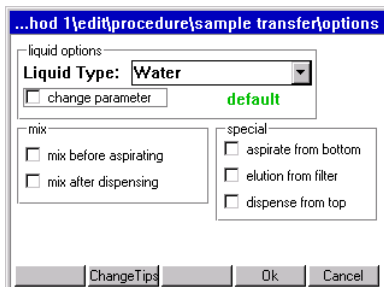 ...hod 1\edit\procedure\sample transfer\options
liquid options
Liquid Type: Water
change parameter default
mix
mix before aspirating
mix after dispensing
special
aspirate from bottom
elution from filter
dispense from top
ChangeTips Ok Cancel